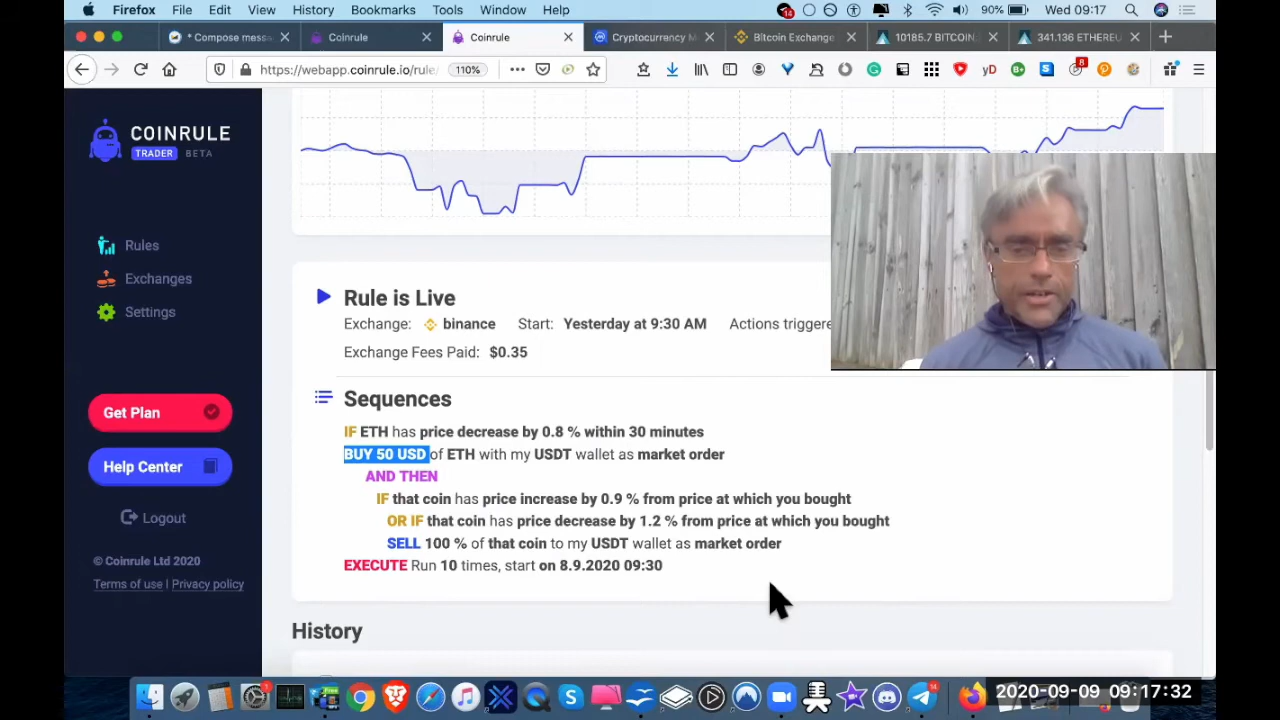 Firefox File Edit View History Bookmarks Tools Window Help 14 90% Wed 09:17
* Compose mess Coinrule Coinrule Cryptocurrency M Bitcoin Exchange 10185.7 BITCOIN 341.136 ETHEREU
https://webapp.coinrule.io/rule/ 110% yD 8
COINRULE
TRADER BETA
Rules
Exchanges
Settings
Get Plan
Help Center
Logout
© Coinrule Ltd 2020
Terms of use | Privacy policy
Rule is Live
Exchange: binance Start: Yesterday at 9:30 AM Actions triggere
Exchange Fees Paid: $0.35
Sequences
IF ETH has price decrease by 0.8 % within 30 minutes
BUY 50 USD of ETH with my USDT wallet as market order
AND THEN
IF that coin has price increase by 0.9 % from price at which you bought
OR IF that coin has price decrease by 1.2 % from price at which you bought
SELL 100 % of that coin to my USDT wallet as market order
EXECUTE Run 10 times, start on 8.9.2020 09:30
History
2020-09-09 09:17:32